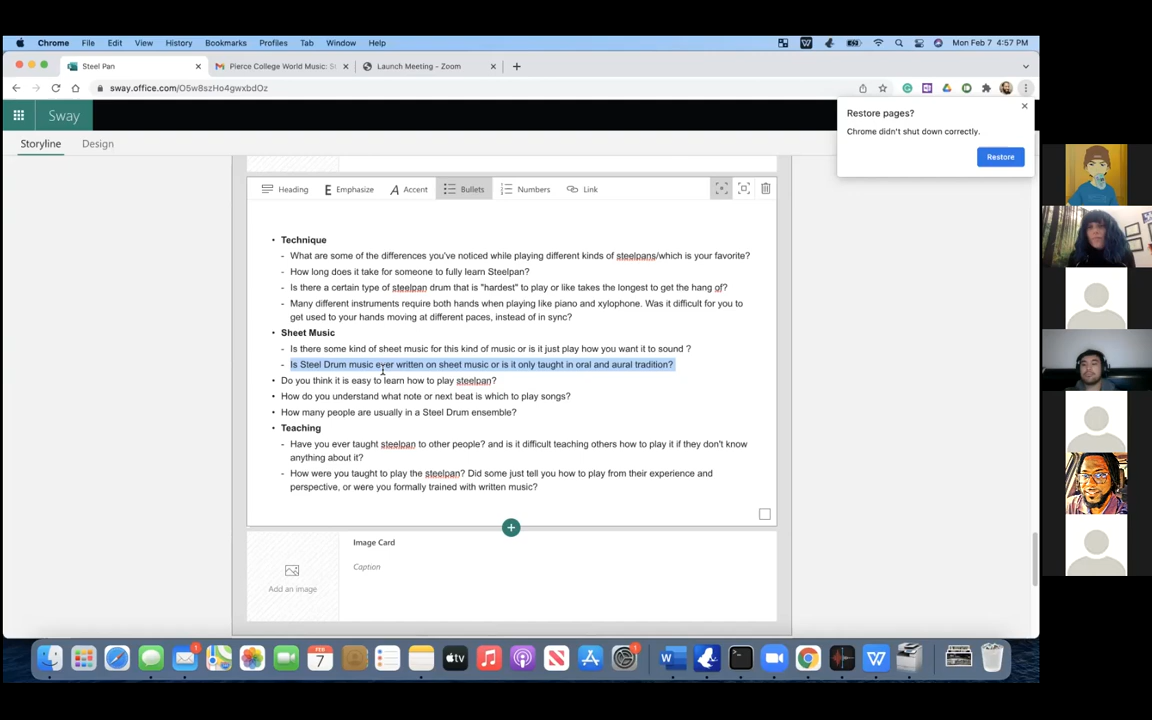 Chrome File Edit View History Bookmarks Profiles Tab Window Help
Mon Feb 7 4:57 PM
Steel Pan
Pierce College World Music: St
Launch Meeting - Zoom
sway.office.com/O5w8szHo4gwxbdOz
Sway
Storyline Design
Restore pages?
Chrome didn't shut down correctly.
Restore
Heading Emphasize Accent Bullets Numbers Link
• Technique
- What are some of the differences you've noticed while playing different kinds of steelpans/which is your favorite?
- How long does it take for someone to fully learn Steelpan?
- Is there a certain type of steelpan drum that is "hardest" to play or like takes the longest to get the hang of?
- Many different instruments require both hands when playing like piano and xylophone. Was it difficult for you to
get used to your hands moving at different paces, instead of in sync?
• Sheet Music
- Is there some kind of sheet music for this kind of music or is it just play how you want it to sound ?
- Is Steel Drum music ever written on sheet music or is it only taught in oral and aural tradition?
• Do you think it is easy to learn how to play steelpan?
• How do you understand what note or next beat is which to play songs?
• How many people are usually in a Steel Drum ensemble?
• Teaching
- Have you ever taught steelpan to other people? and is it difficult teaching others how to play it if they don't know
anything about it?
- How were you taught to play the steelpan? Did some just tell you how to play from their experience and
perspective, or were you formally trained with written music?
Image Card
Caption
Add an image
FEB
7
tv